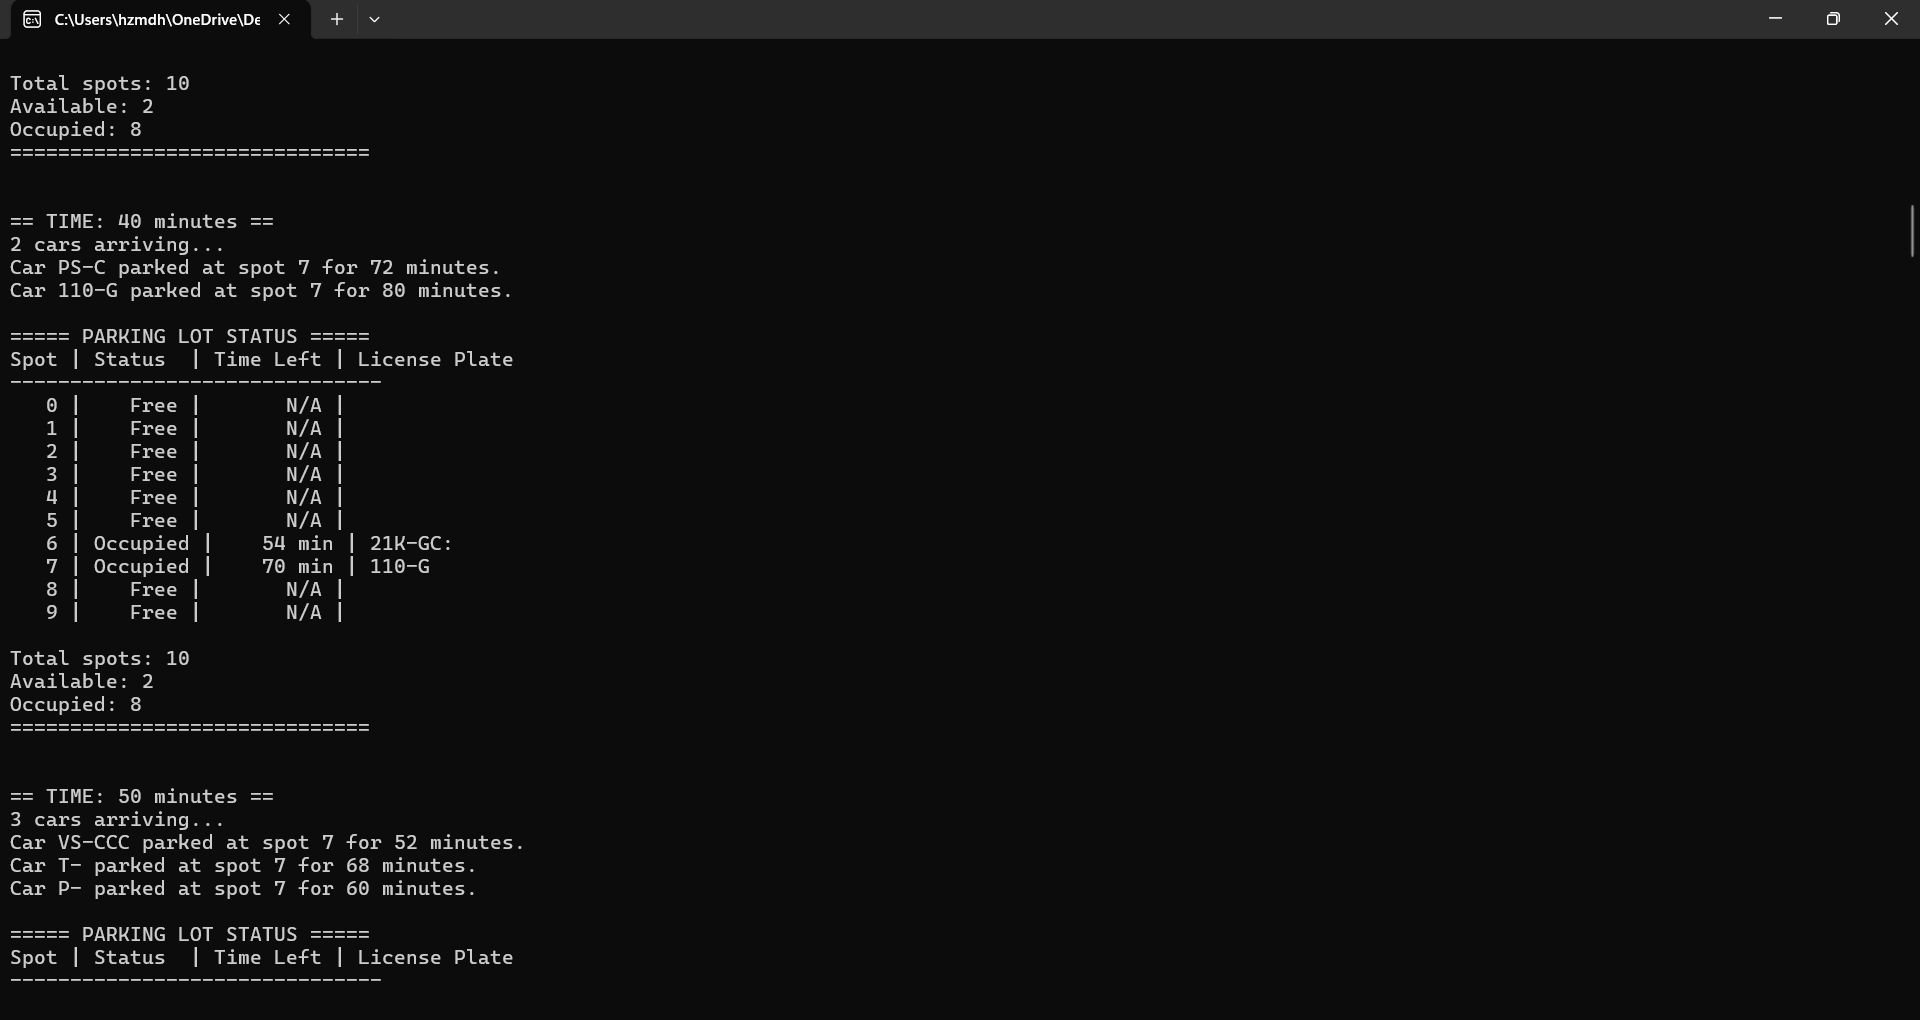 C:\Users\hzmdh\OneDrive\De
Total spots: 10
Available: 2
Occupied: 8
==============================
== TIME: 40 minutes ==
2 cars arriving...
Car PS-C parked at spot 7 for 72 minutes.
Car 110-G parked at spot 7 for 80 minutes.
===== PARKING LOT STATUS =====
Spot | Status  | Time Left | License Plate
-------------------------------
   0 |    Free |       N/A |
   1 |    Free |       N/A |
   2 |    Free |       N/A |
   3 |    Free |       N/A |
   4 |    Free |       N/A |
   5 |    Free |       N/A |
   6 | Occupied |    54 min | 21K-GC:
   7 | Occupied |    70 min | 110-G
   8 |    Free |       N/A |
   9 |    Free |       N/A |
Total spots: 10
Available: 2
Occupied: 8
==============================
== TIME: 50 minutes ==
3 cars arriving...
Car VS-CCC parked at spot 7 for 52 minutes.
Car T- parked at spot 7 for 68 minutes.
Car P- parked at spot 7 for 60 minutes.
===== PARKING LOT STATUS =====
Spot | Status  | Time Left | License Plate
-------------------------------